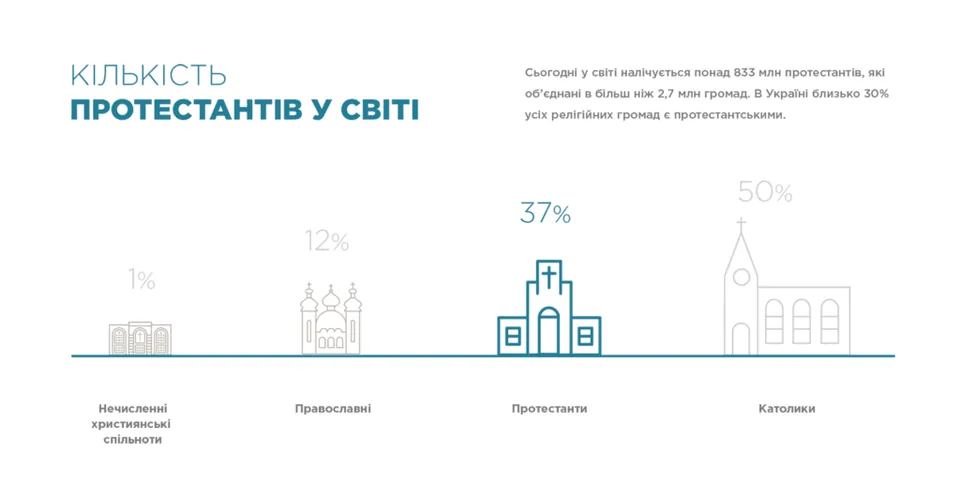 КІЛЬКІСТЬ
ПРОТЕСТАНТІВ У СВІТІ
Сьогодні у світі налічується понад 833 млн протестантів, які
об’єднані в більш ніж 2,7 млн громад. В Україні близько 30%
усіх релігійних громад є протестантськими.
1%
12%
37%
50%
Нечисленні
християнські
спільноти
Православні
Протестанти
Католики